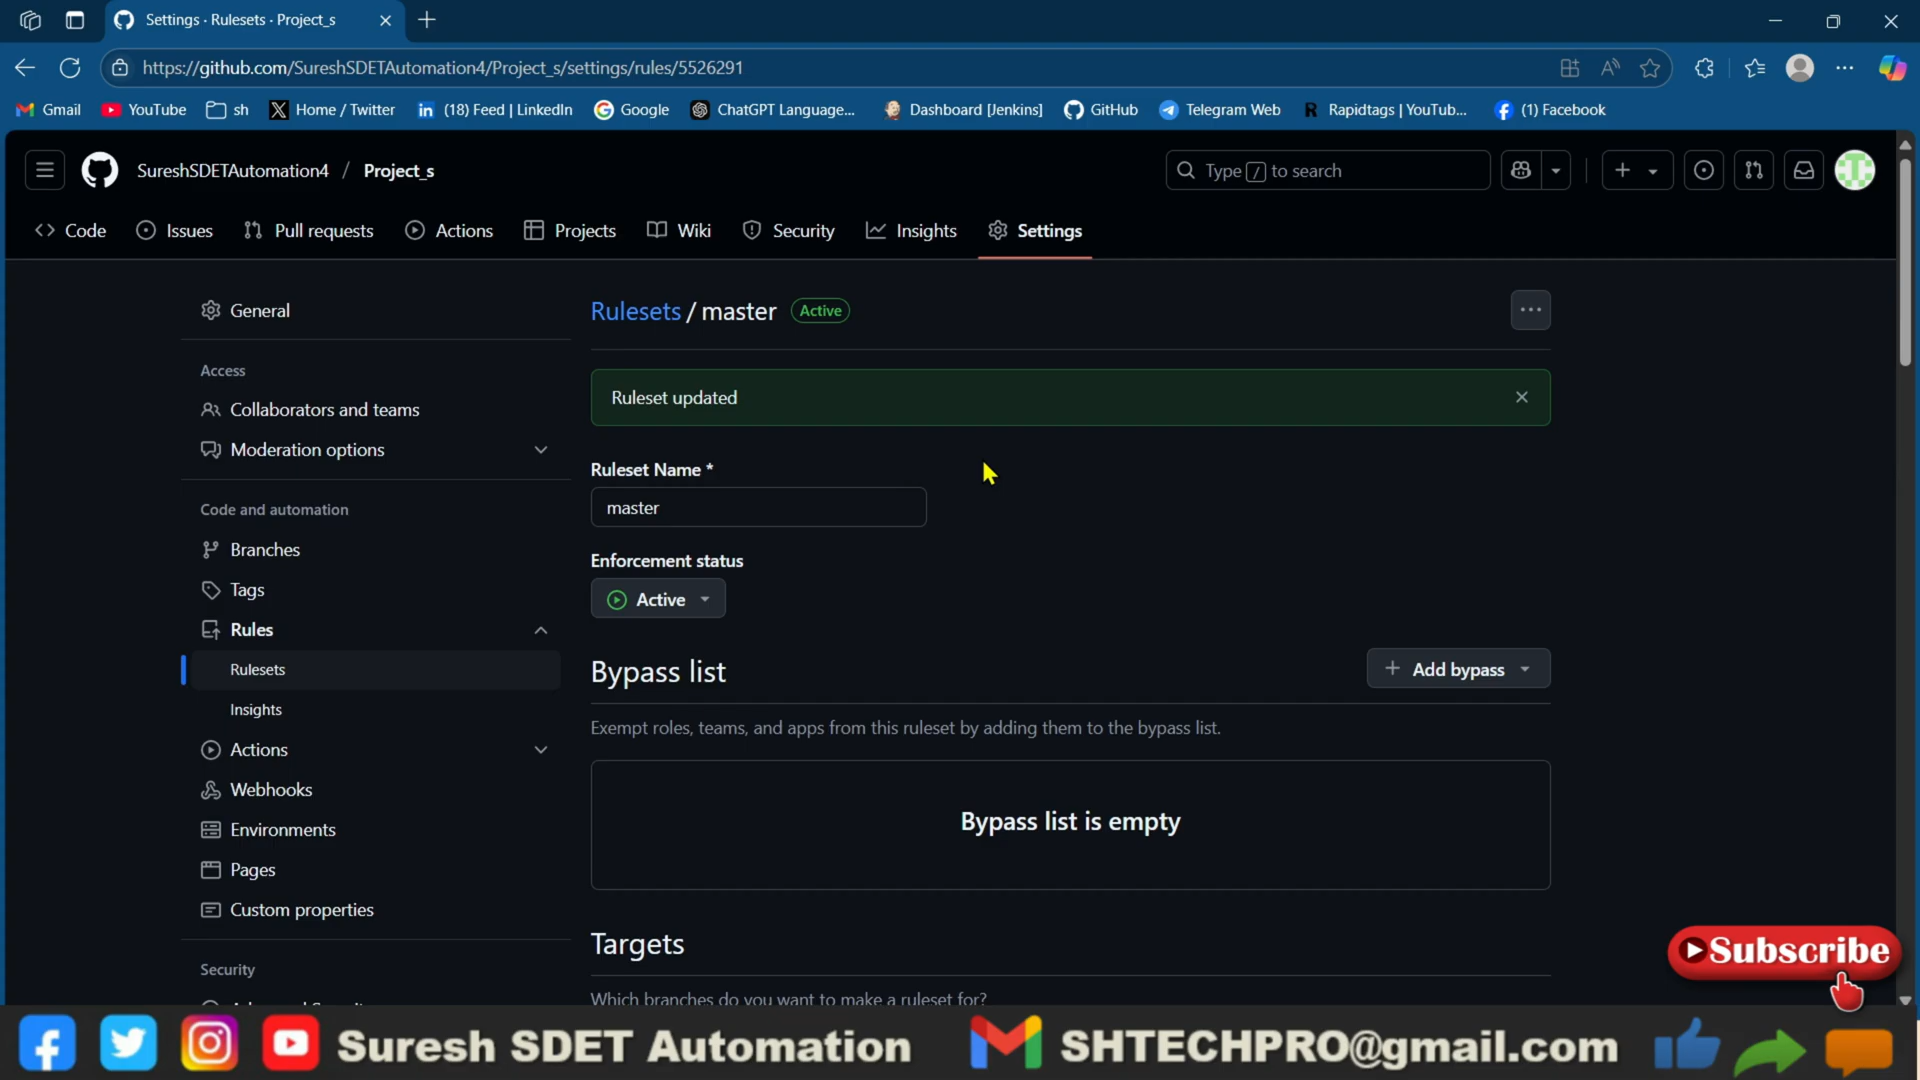 Settings · Rulesets · Project_s
https://github.com/SureshSDETAutomation4/Project_s/settings/rules/5526291
Gmail YouTube sh Home / Twitter (18) Feed | LinkedIn Google ChatGPT Language... Dashboard [Jenkins] GitHub Telegram Web Rapidtags | YouTub... (1) Facebook
SureshSDETAutomation4 / Project_s
Type / to search
Code Issues Pull requests Actions Projects Wiki Security Insights Settings
General
Access
Collaborators and teams
Moderation options
Code and automation
Branches
Tags
Rules
Rulesets
Insights
Actions
Webhooks
Environments
Pages
Custom properties
Security
Rulesets / master Active
Ruleset updated
Ruleset Name *
master
Enforcement status
Active
Bypass list
Add bypass
Exempt roles, teams, and apps from this ruleset by adding them to the bypass list.
Bypass list is empty
Targets
Which branches do you want to make a ruleset for?
Subscribe
Suresh SDET Automation
SHTECHPRO@gmail.com